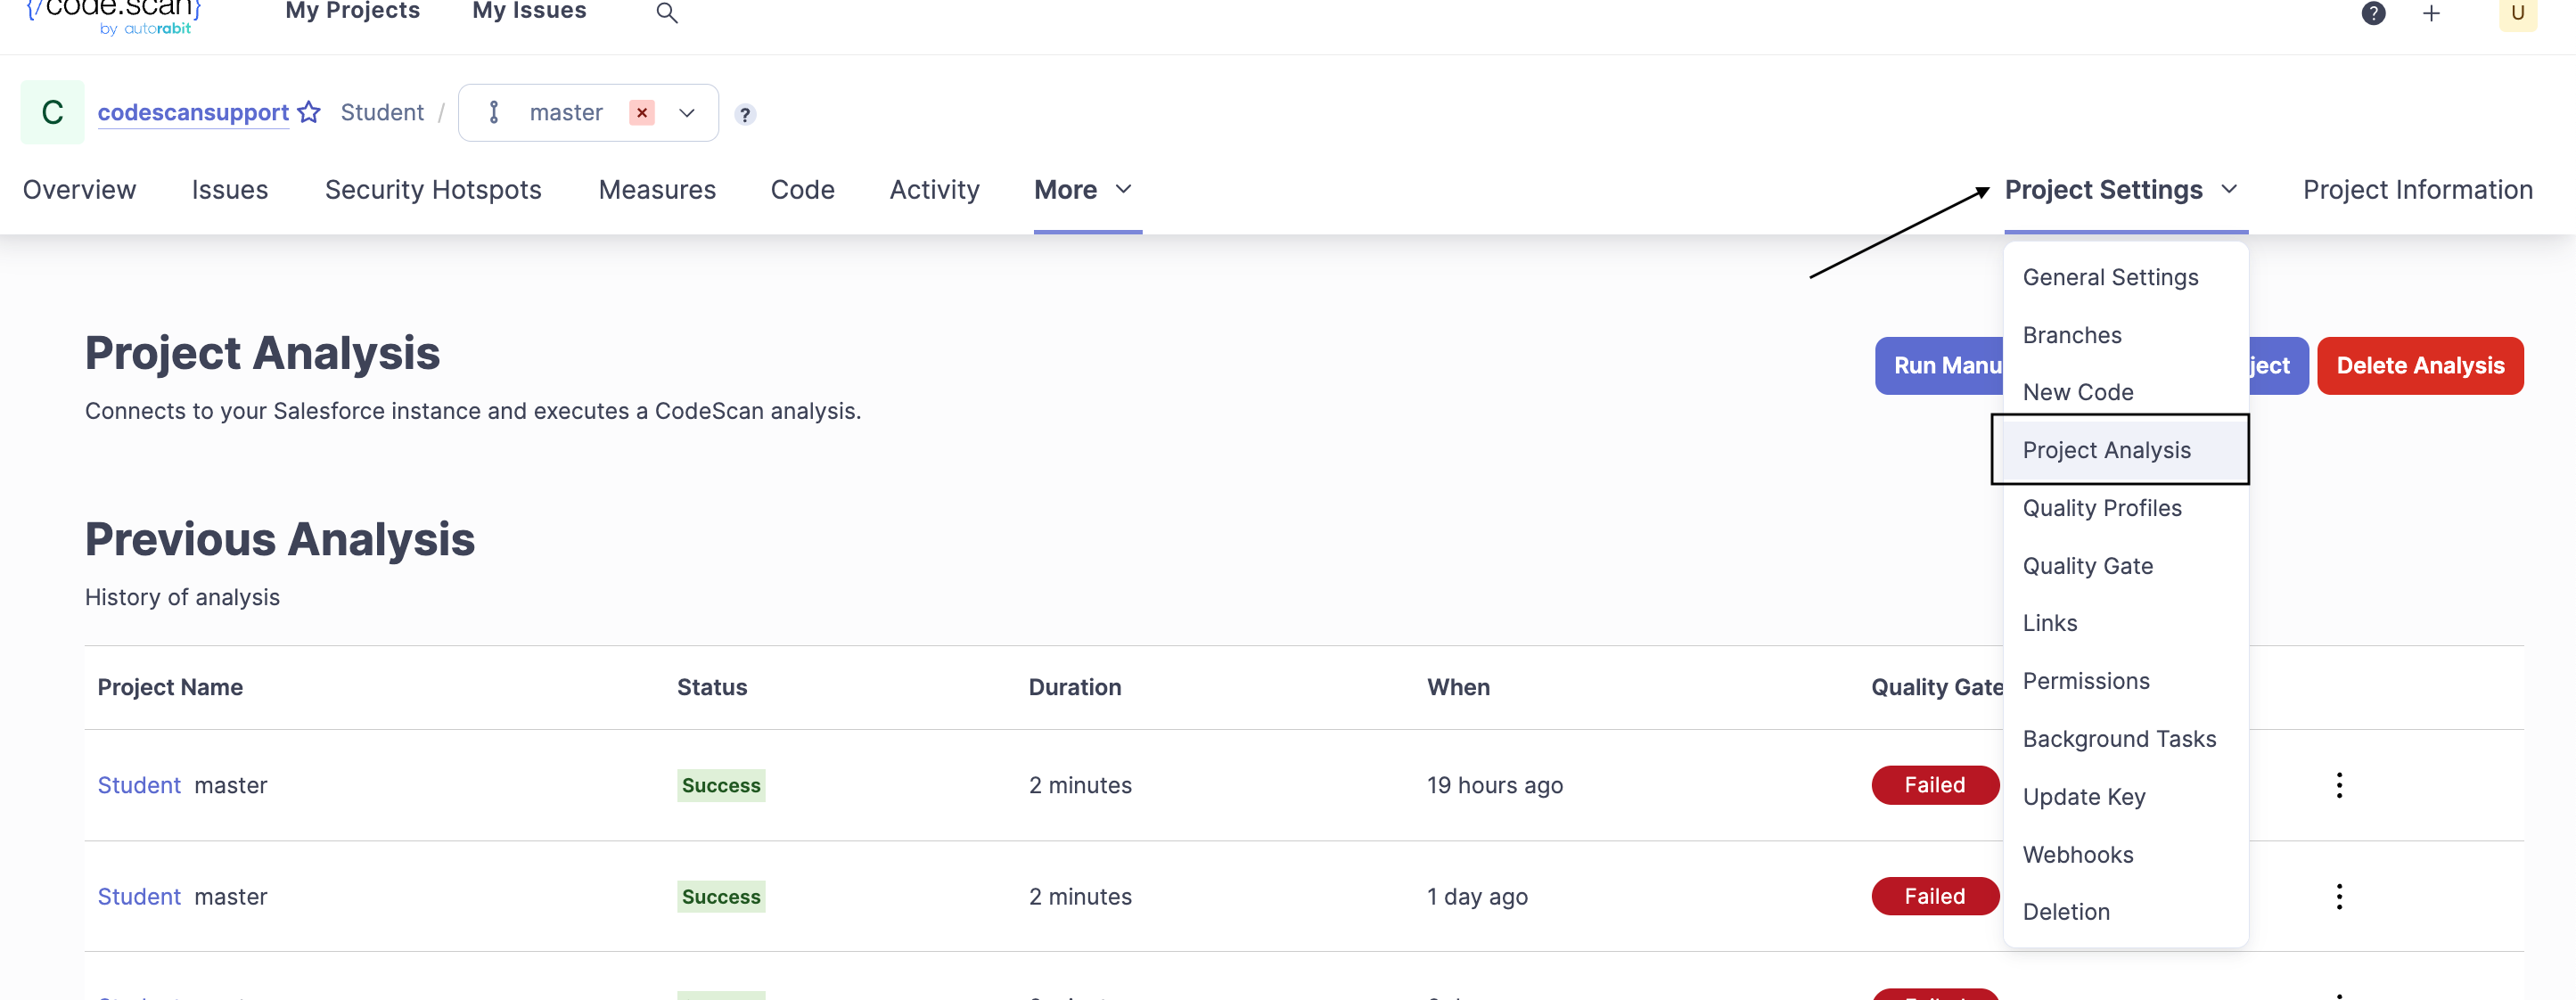 {/code.scan}
by autorabit
My Projects My Issues
? + U
C codescansupport Student / master ?
Overview Issues Security Hotspots Measures Code Activity More Project Settings Project Information
General Settings
Branches
New Code
Project Analysis
Quality Profiles
Quality Gate
Links
Permissions
Background Tasks
Update Key
Webhooks
Deletion
Project Analysis
Run Manu ject Delete Analysis
Connects to your Salesforce instance and executes a CodeScan analysis.
Previous Analysis
History of analysis
Project Name Status Duration When Quality Gate
Student master Success 2 minutes 19 hours ago Failed
Student master Success 2 minutes 1 day ago Failed